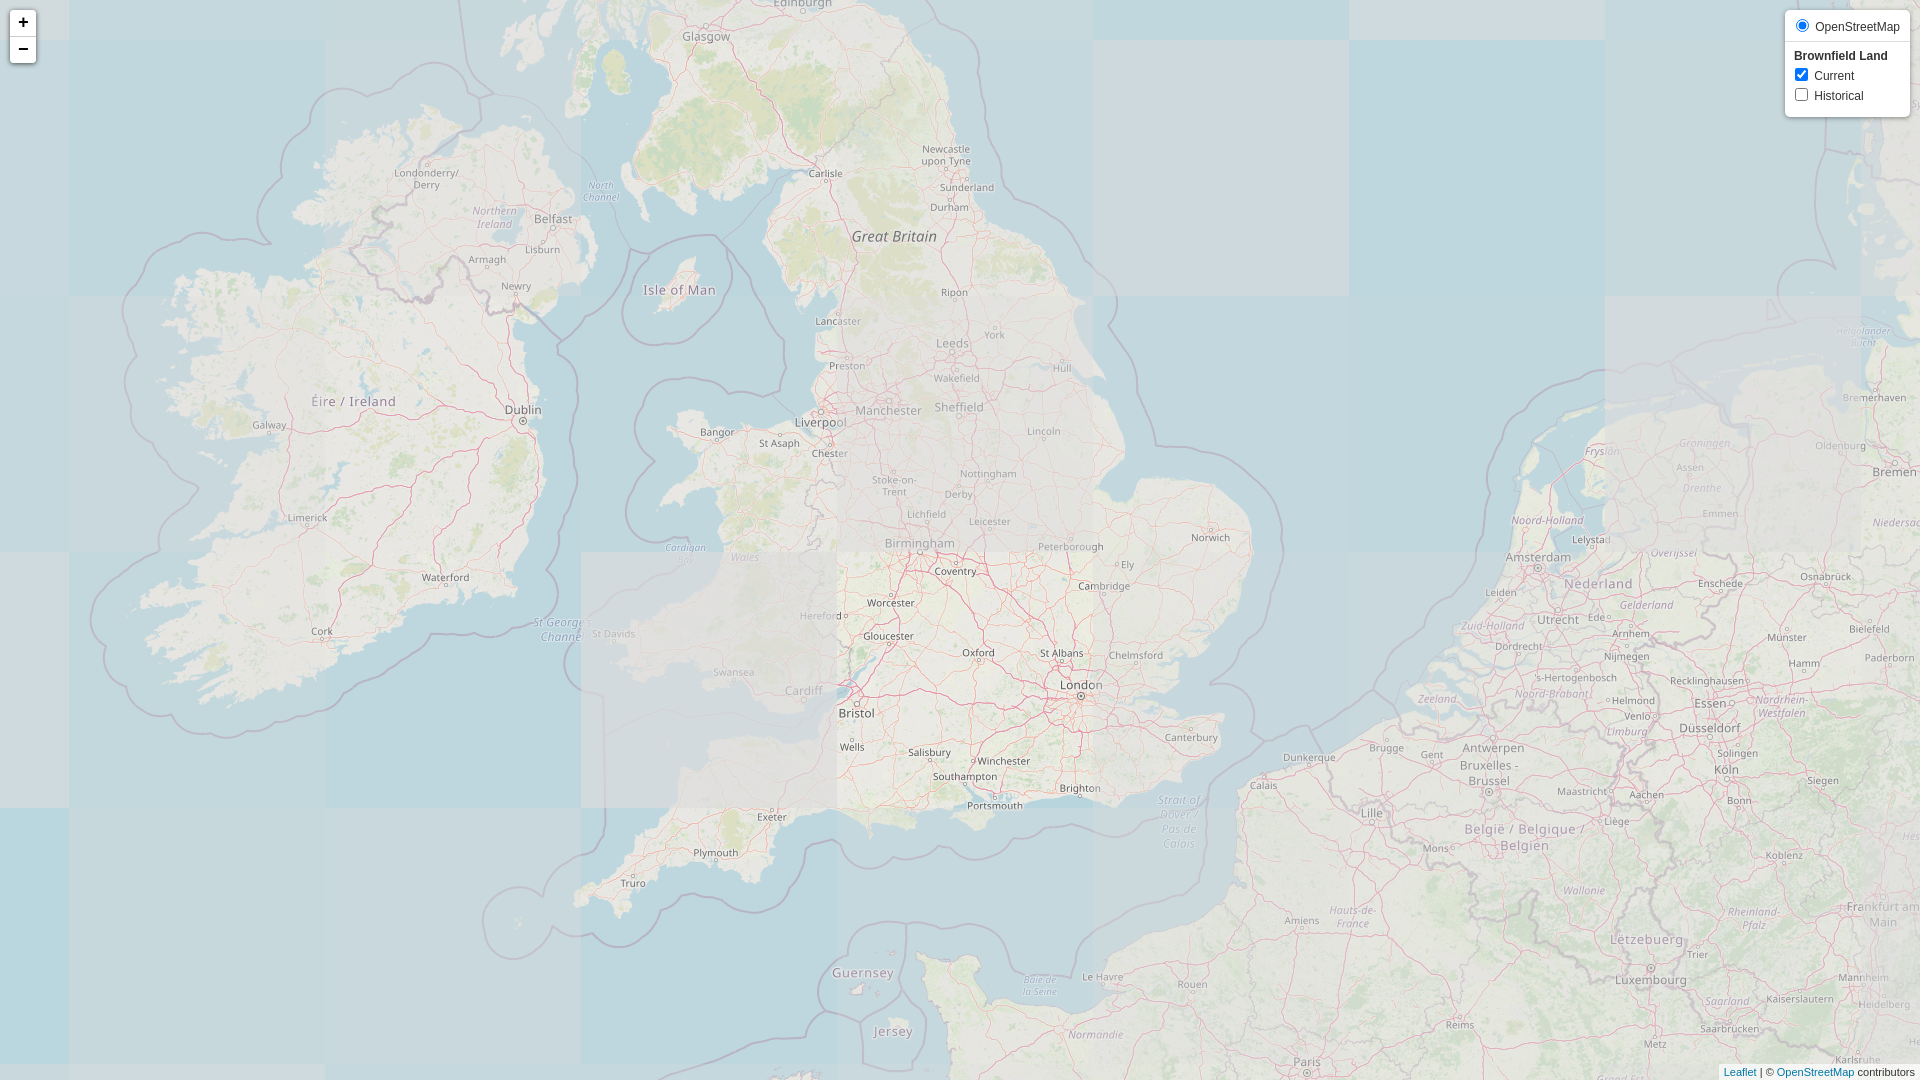 +
−
OpenStreetMap
Brownfield Land
Current
Historical
Edinburgh
Glasgow
Londonderry/
Derry
North
Channel
Northern
Ireland
Belfast
Lisburn
Armagh
Newry
Carlisle
Newcastle
upon Tyne
Sunderland
Durham
Great Britain
Isle of Man
Ripon
Lancaster
York
Leeds
Preston
Wakefield
Hull
Éire / Ireland
Dublin
Galway
Manchester
Sheffield
Liverpool
Bangor
St Asaph
Chester
Lincoln
Stoke-on-
Trent
Nottingham
Derby
Limerick
Lichfield
Leicester
Norwich
Birmingham
Peterborough
Cardigan
Bay
Wales
Coventry
Ely
Waterford
Cambridge
Worcester
Hereford
St George's
Channel
St Davids
Cork
Gloucester
Oxford
St Albans
Chelmsford
Swansea
London
Cardiff
Bristol
Wells
Salisbury
Winchester
Canterbury
Southampton
Portsmouth
Brighton
Strait of
Dover /
Pas de
Calais
Exeter
Plymouth
Truro
Guernsey
Jersey
Baie de
la Seine
Le Havre
Rouen
Normandie
Amiens
Hauts-de-
France
Paris
Reims
Metz
Dunkerque
Calais
Lille
Brugge
Gent
Antwerpen
Bruxelles -
Brussel
België / Belgique /
Belgien
Mons
Wallonie
Liège
Maastricht
Aachen
Helgoländer
Bucht
Bremerhaven
Oldenburg
Bremen
Groningen
Fryslân
Assen
Drenthe
Emmen
Niedersac
Noord-Holland
Lelystad
Amsterdam
Overijssel
Nederland
Enschede
Osnabrück
Leiden
Gelderland
Utrecht
Ede
Arnhem
Zuid-Holland
Dordrecht
Nijmegen
Münster
Bielefeld
Hamm
Paderborn
's-Hertogenbosch
Noord-Brabant
Zeeland
Helmond
Venlo
Limburg
Recklinghausen
Essen
Nordrhein-
Westfalen
Düsseldorf
Solingen
Köln
Siegen
Bonn
Koblenz
Hes
Frankfurt am
Main
Rheinland-
Pfalz
Lëtzebuerg
Trier
Luxembourg
Mannheim
Saarland
Kaiserslautern
Heidelberg
Saarbrücken
Karlsruhe
Grand Est
Leaflet | © OpenStreetMap contributors